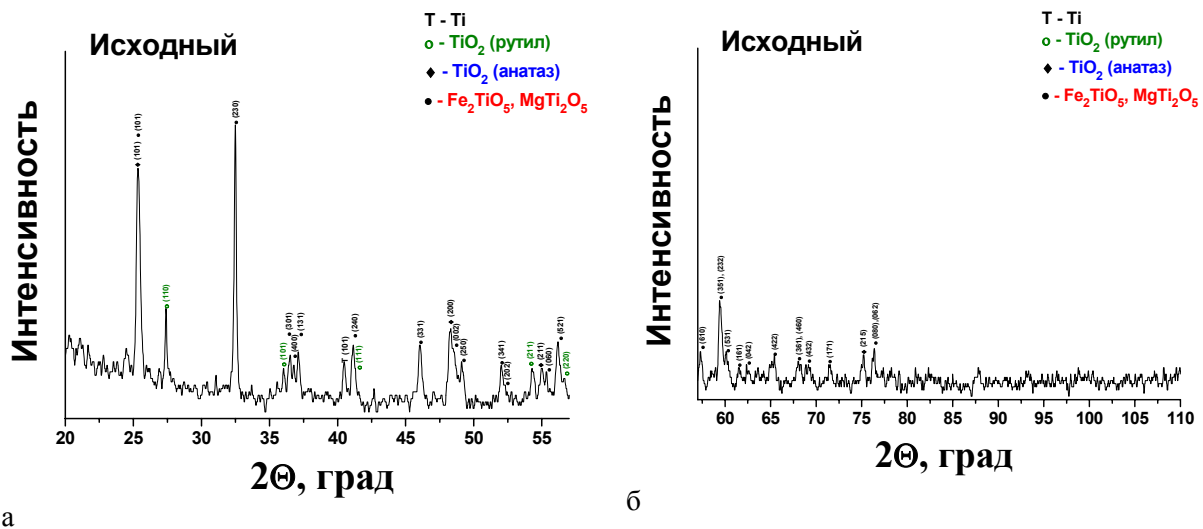 Исходный
T - Ti
○ - TiO2 (рутил)
♦ - TiO2 (анатаз)
● - Fe2TiO5, MgTi2O5
Интенсивность
♦ (101) • (101)
(110)
(230)
(101)
(301)
(400)
(131)
(101)
(240)
(111)
(331)
(200)
(002)
(250)
(341)
(202)
(211)
(211)
(060)
(521)
(220)
20 25 30 35 40 45 50 55
2Θ, град
а
Исходный
T - Ti
○ - TiO2 (рутил)
♦ - TiO2 (анатаз)
● - Fe2TiO5, MgTi2O5
Интенсивность
(610)
(351), (232)
(531)
(161)
(042)
(422)
(361), (460)
(432)
(171)
(215)
(080),(062)
60 65 70 75 80 85 90 95 100 105 110
2Θ, град
б